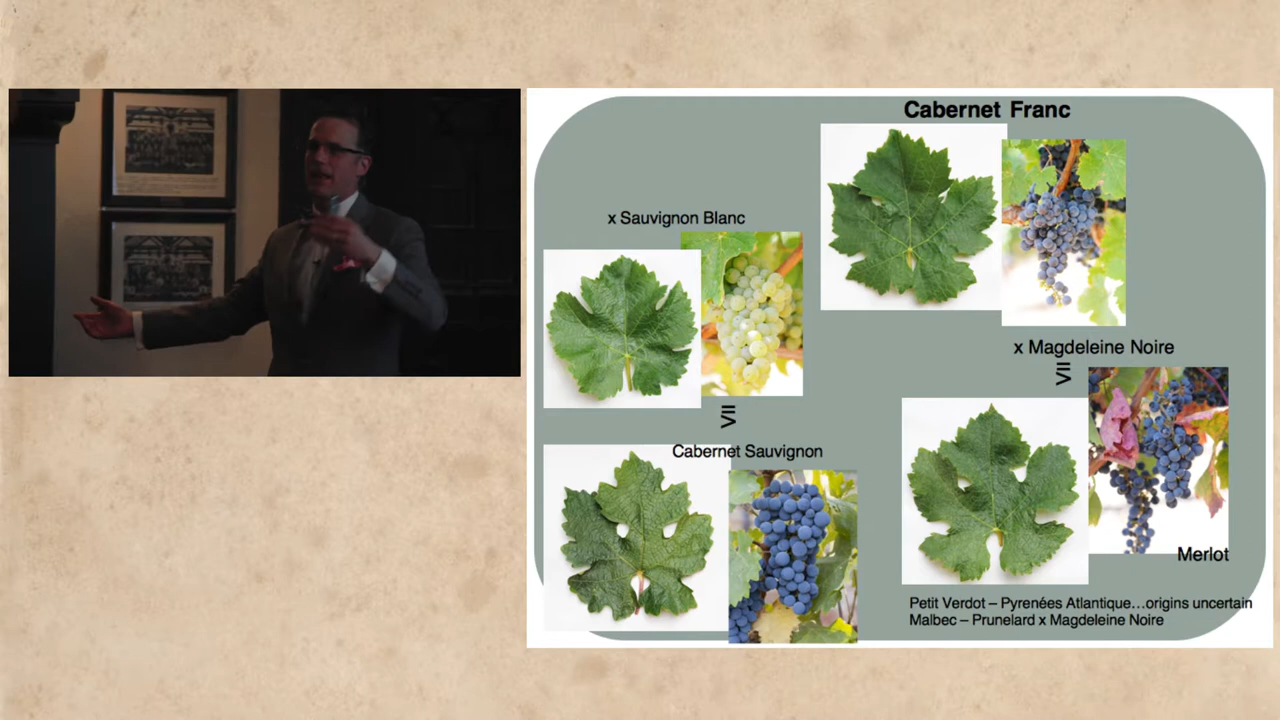 Cabernet Franc
x Sauvignon Blanc
x Magdeleine Noire
=
=
Cabernet Sauvignon
Merlot
Petit Verdot – Pyrenées Atlantique…origins uncertain
Malbec – Prunelard x Magdeleine Noire